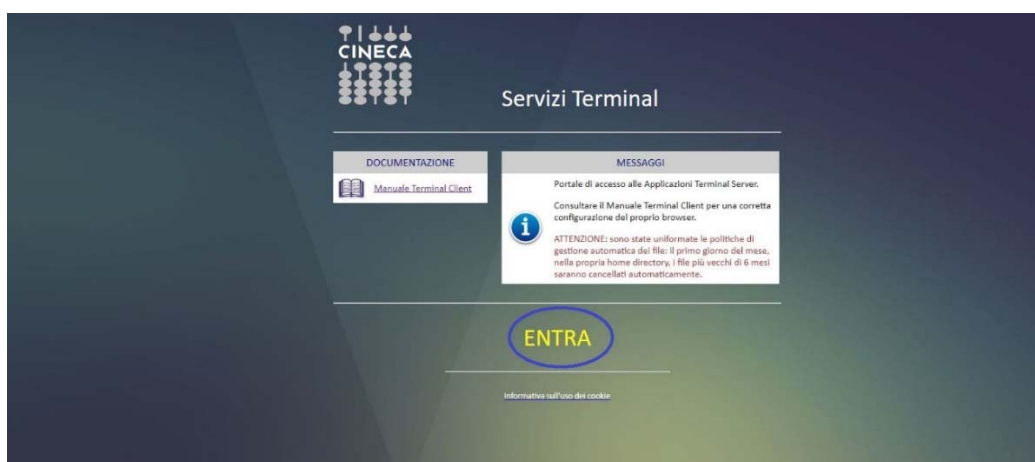 CINECA
Servizi Terminal
DOCUMENTAZIONE
Manuale Terminal Client
MESSAGGI
Portale di accesso alle Applicazioni Terminal Server.
Consultare il Manuale Terminal Client per una corretta
configurazione del proprio browser.
ATTENZIONE: sono state uniformate le politiche di
gestione automatica dei file: il primo giorno del mese,
nella propria home directory, i file più vecchi di 6 mesi
saranno cancellati automaticamente.
ENTRA
Informativa sull'uso dei cookie